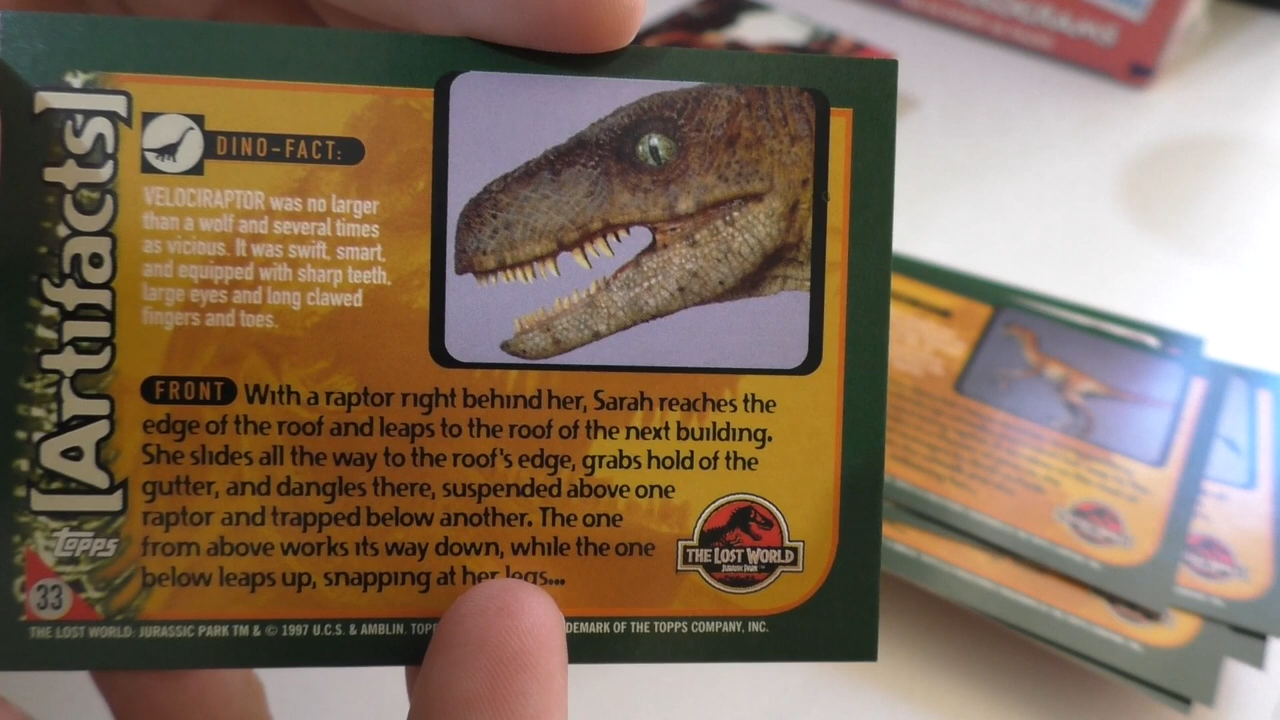 [Artifacts]
DINO-FACT:
VELOCIRAPTOR was no larger
than a wolf and several times
as vicious. It was swift, smart,
and equipped with sharp teeth,
large eyes and long clawed
fingers and toes.
FRONT With a raptor right behind her, Sarah reaches the
edge of the roof and leaps to the roof of the next building.
She slides all the way to the roof's edge, grabs hold of the
gutter, and dangles there, suspended above one
raptor and trapped below another. The one
from above works its way down, while the one
below leaps up, snapping at her legs...
THE LOST WORLD
JURASSIC PARK™
Topps
33
THE LOST WORLD: JURASSIC PARK TM & © 1997 U.C.S. & AMBLIN. OF THE TOPPS COMPANY, INC.